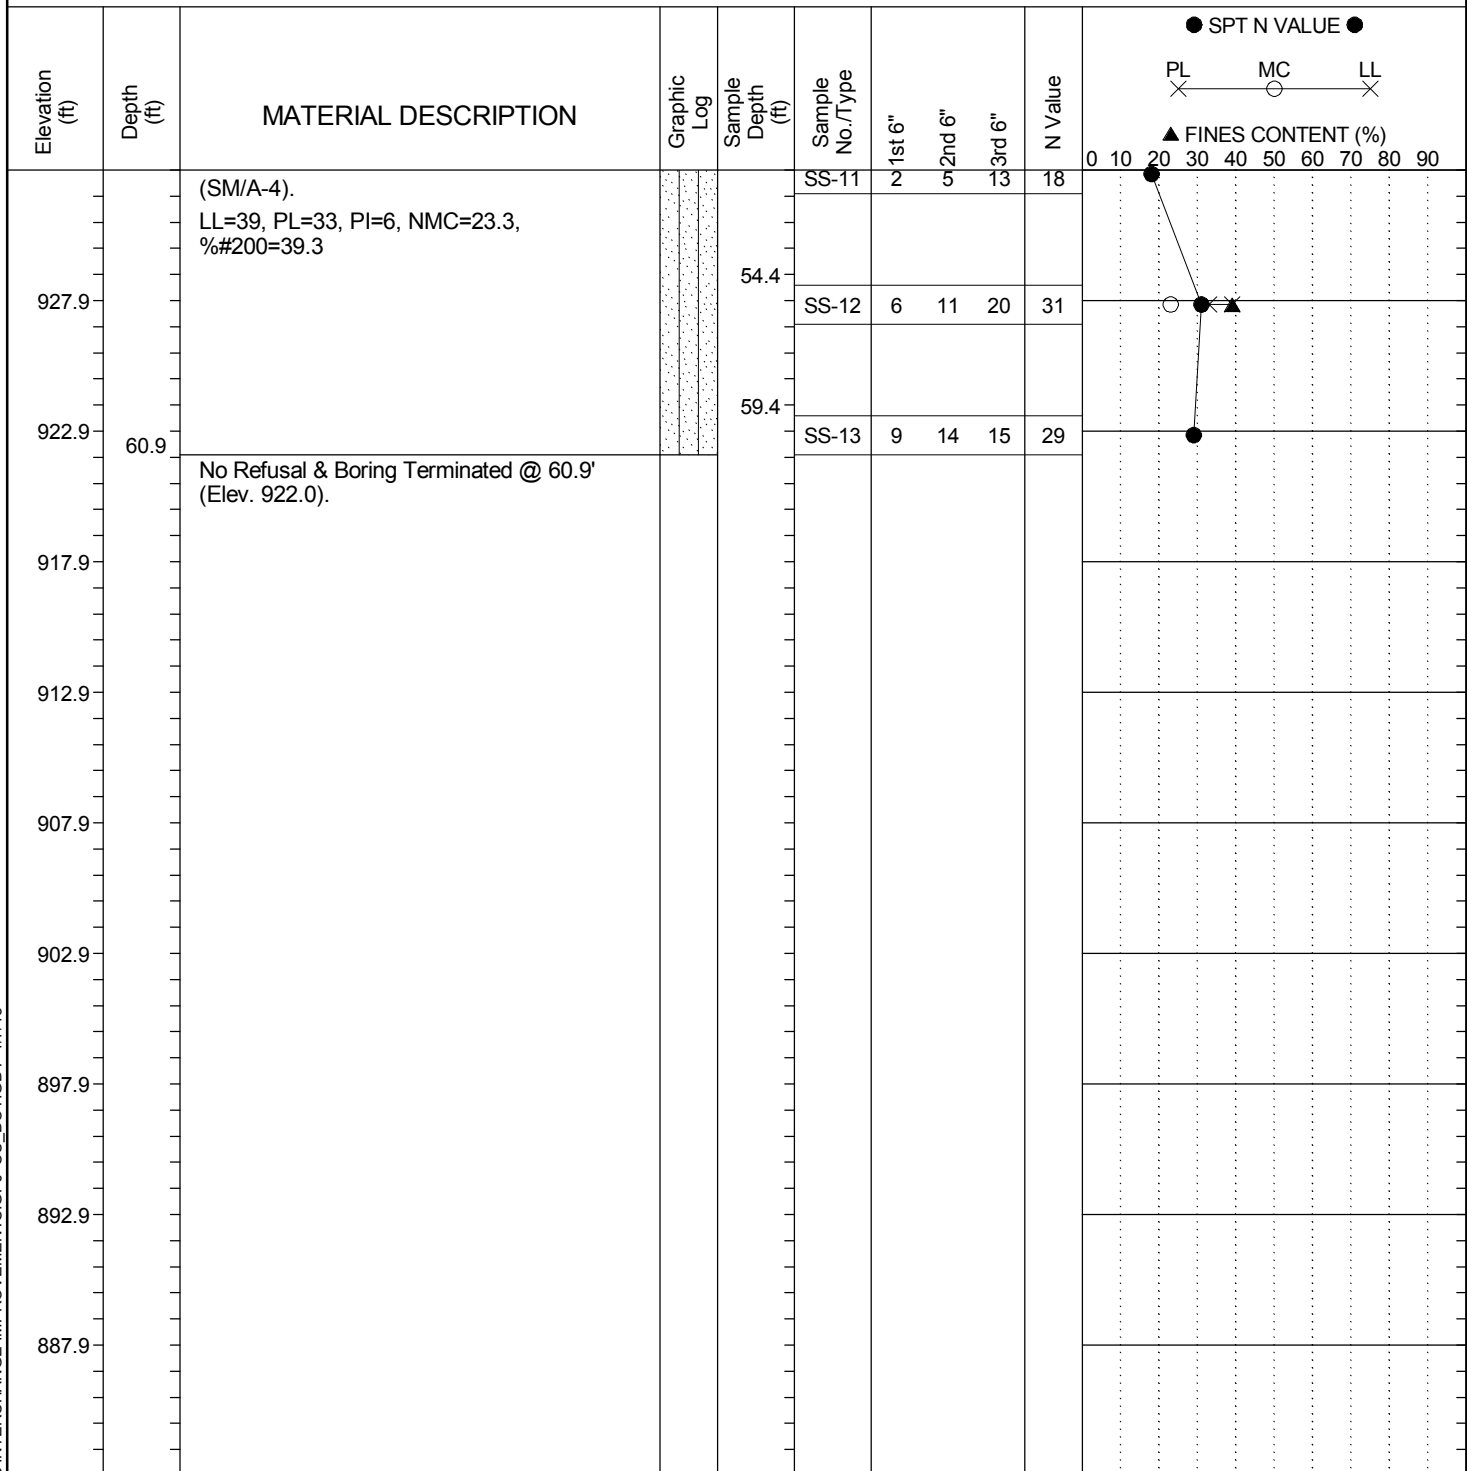 ● SPT N VALUE ●
PL MC LL
▲ FINES CONTENT (%)
Elevation (ft)
Depth (ft)
MATERIAL DESCRIPTION
Graphic Log
Sample Depth (ft)
Sample No./Type
1st 6"
2nd 6"
3rd 6"
N Value
0 10 20 30 40 50 60 70 80 90
(SM/A-4).
SS-11 2 5 13 18
LL=39, PL=33, PI=6, NMC=23.3,
%#200=39.3
54.4
927.9 SS-12 6 11 20 31
59.4
922.9 SS-13 9 14 15 29
60.9
No Refusal & Boring Terminated @ 60.9'
(Elev. 922.0).
917.9
912.9
907.9
902.9
897.9
892.9
887.9